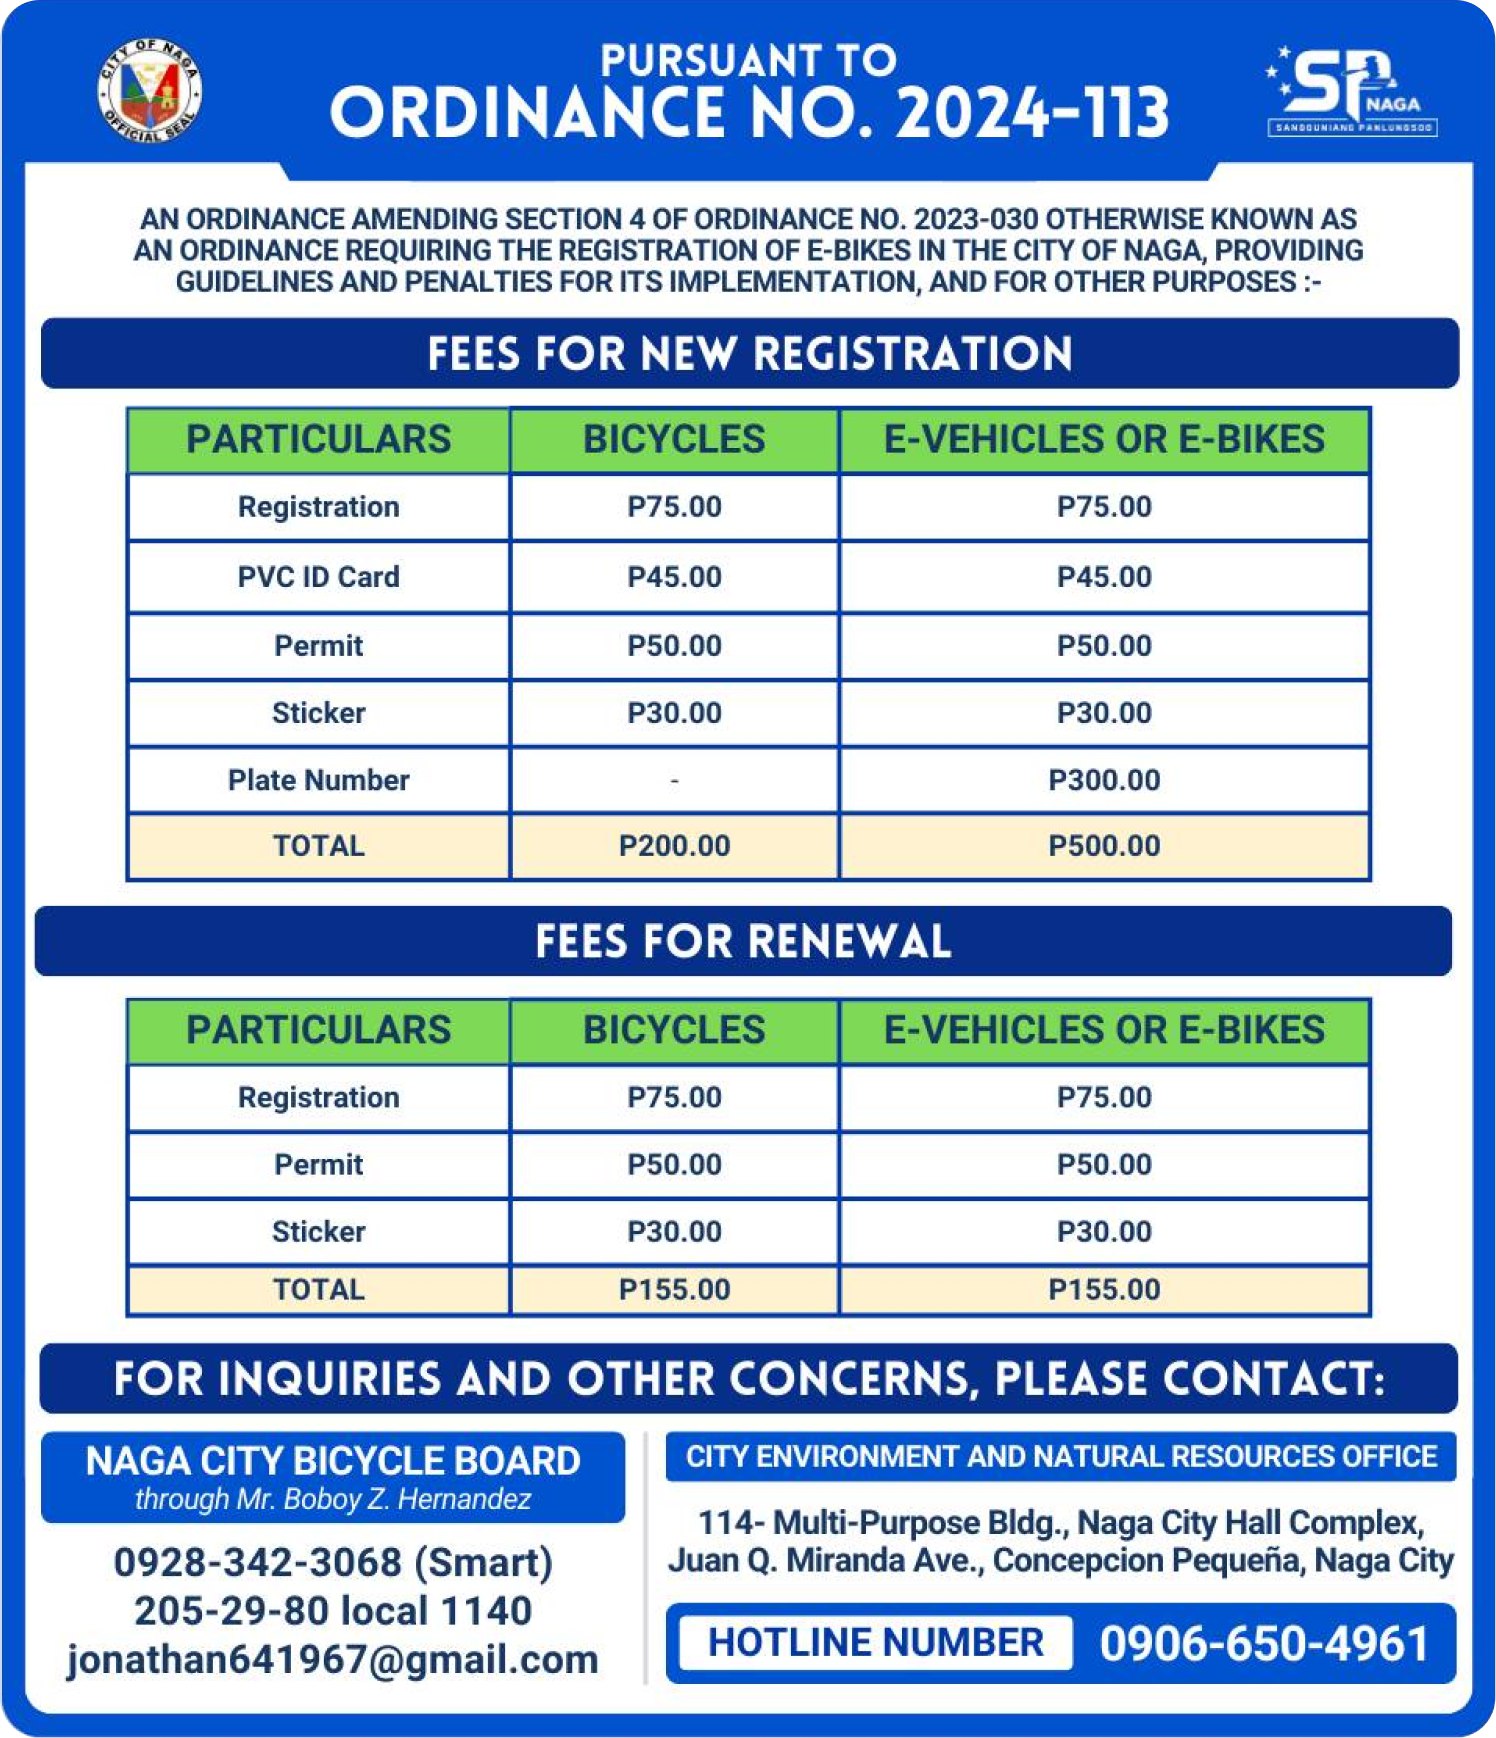 CITY OF NAGA
OFFICIAL SEAL
PURSUANT TO
ORDINANCE NO. 2024-113
SP
NAGA
SANGGUNIANG PANLUNGSOD
AN ORDINANCE AMENDING SECTION 4 OF ORDINANCE NO. 2023-030 OTHERWISE KNOWN AS
AN ORDINANCE REQUIRING THE REGISTRATION OF E-BIKES IN THE CITY OF NAGA, PROVIDING
GUIDELINES AND PENALTIES FOR ITS IMPLEMENTATION, AND FOR OTHER PURPOSES :-
FEES FOR NEW REGISTRATION
PARTICULARS BICYCLES E-VEHICLES OR E-BIKES
Registration P75.00 P75.00
PVC ID Card P45.00 P45.00
Permit P50.00 P50.00
Sticker P30.00 P30.00
Plate Number - P300.00
TOTAL P200.00 P500.00
FEES FOR RENEWAL
PARTICULARS BICYCLES E-VEHICLES OR E-BIKES
Registration P75.00 P75.00
Permit P50.00 P50.00
Sticker P30.00 P30.00
TOTAL P155.00 P155.00
FOR INQUIRIES AND OTHER CONCERNS, PLEASE CONTACT:
NAGA CITY BICYCLE BOARD
through Mr. Boboy Z. Hernandez
0928-342-3068 (Smart)
205-29-80 local 1140
jonathan641967@gmail.com
CITY ENVIRONMENT AND NATURAL RESOURCES OFFICE
114- Multi-Purpose Bldg., Naga City Hall Complex,
Juan Q. Miranda Ave., Concepcion Pequeña, Naga City
HOTLINE NUMBER 0906-650-4961